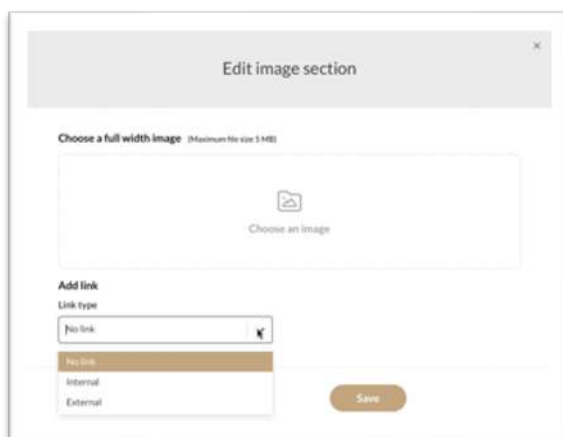 Edit image section
×
Choose a full width image (Maximum file size 5 MB)
Choose an image
Add link
Link type
No link
No link
Internal
External
Save